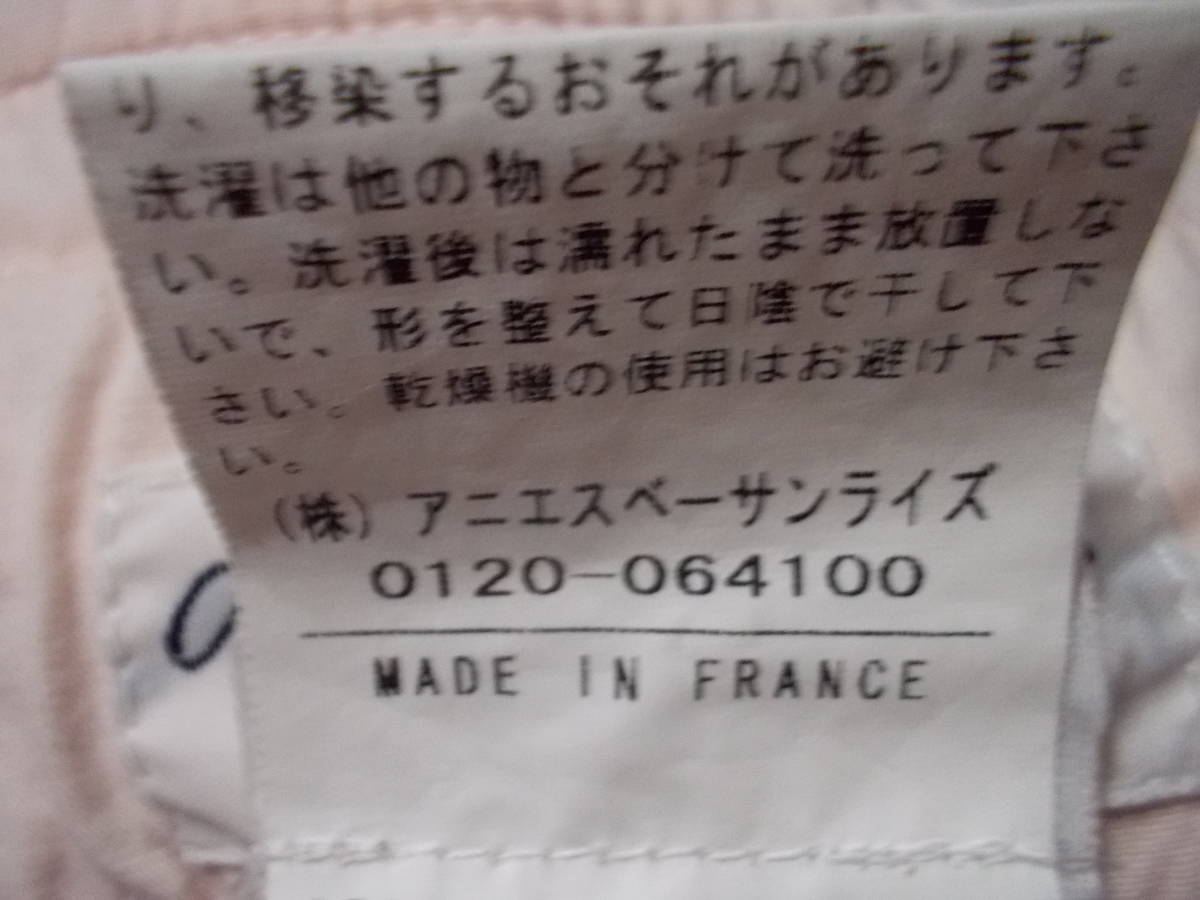 り、移染するおそれがあります。
洗濯は他の物と分けて洗って下さ
い。洗濯後は濡れたまま放置しな
いで、形を整えて日陰で干して下
さい。乾燥機の使用はお避け下さ
い。
(株)アニエスベーサンライズ
0120-064100
MADE IN FRANCE